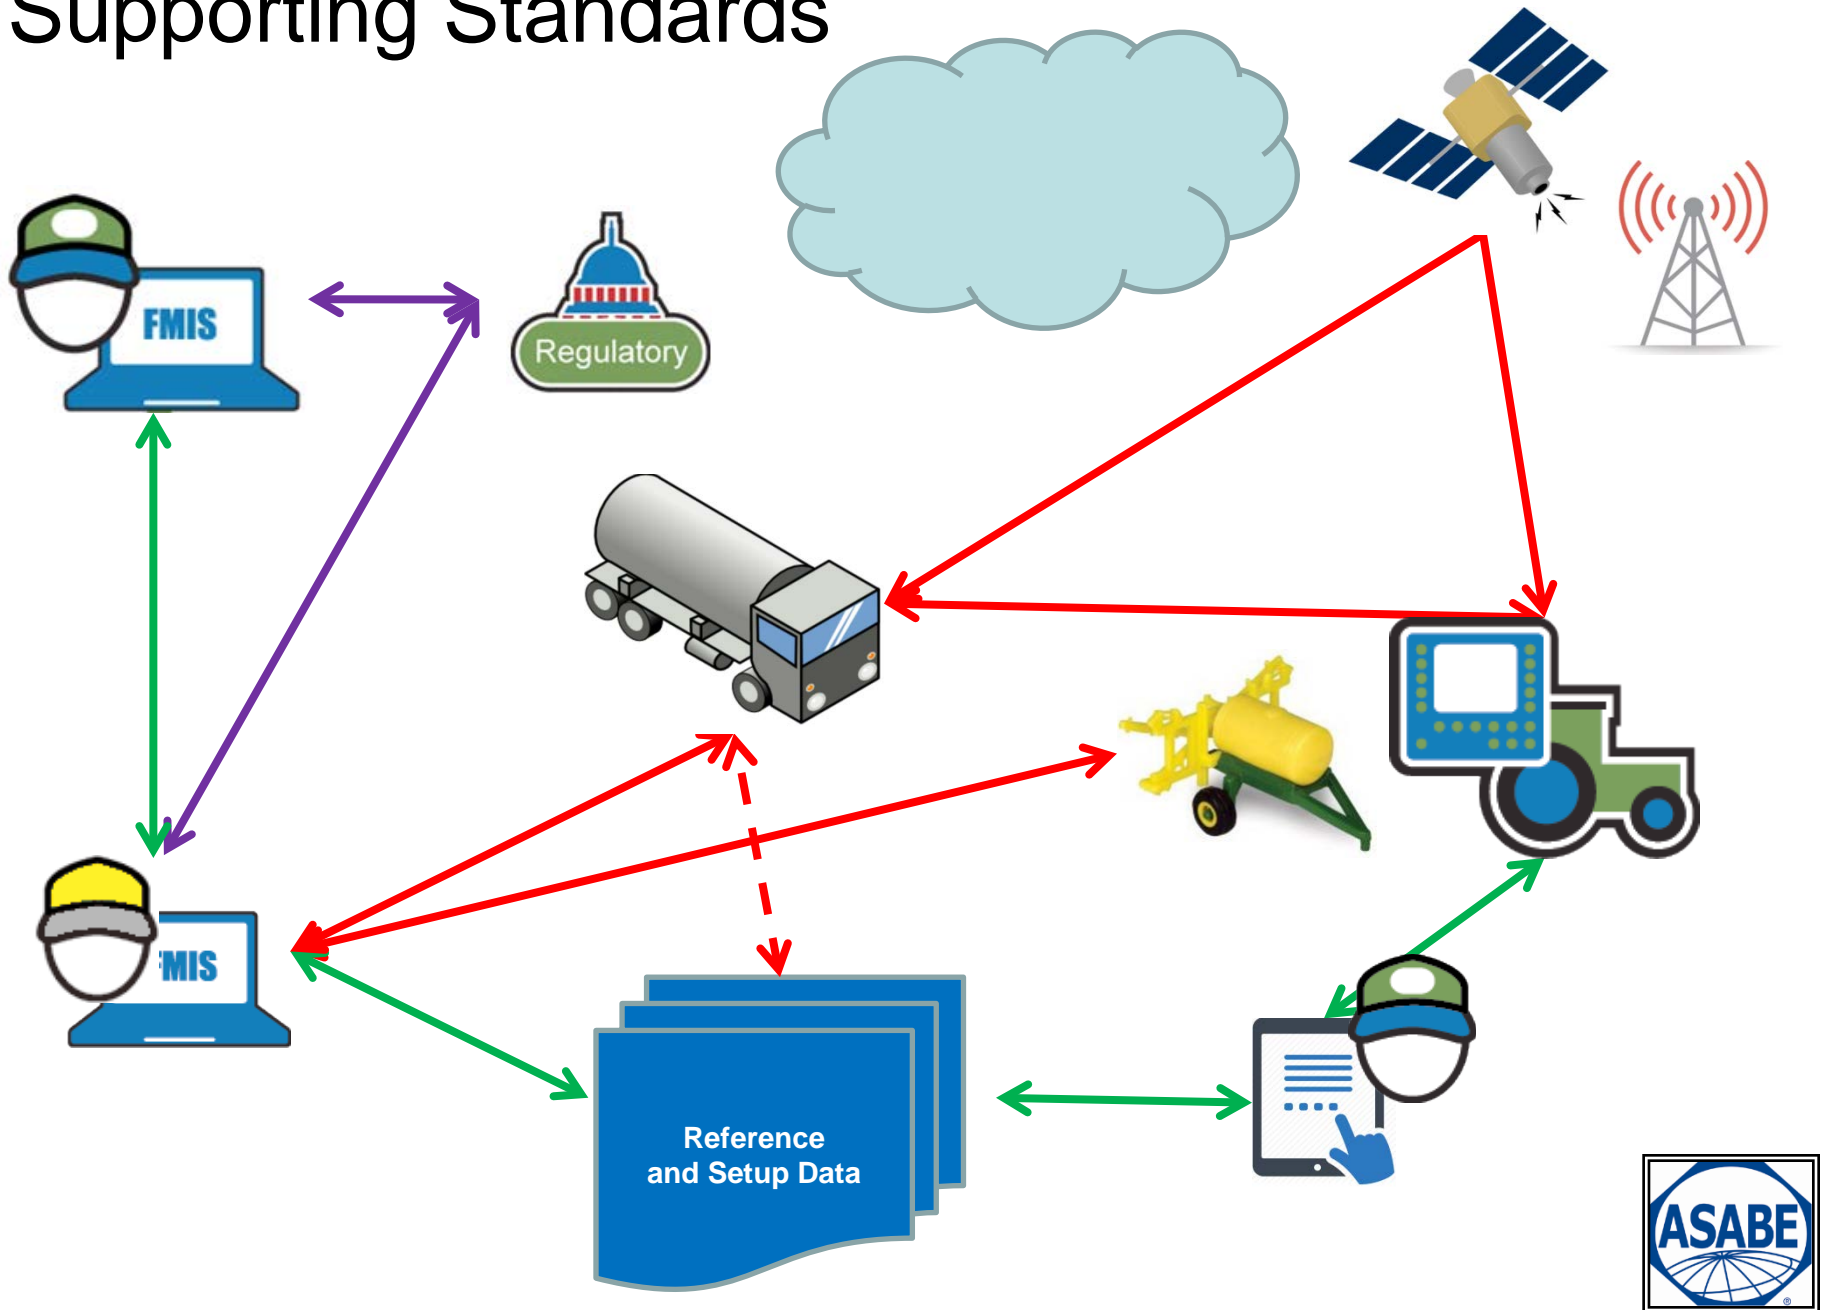 Supporting Standards
FMIS
Regulatory
MIS
Reference
and Setup Data
ASABE